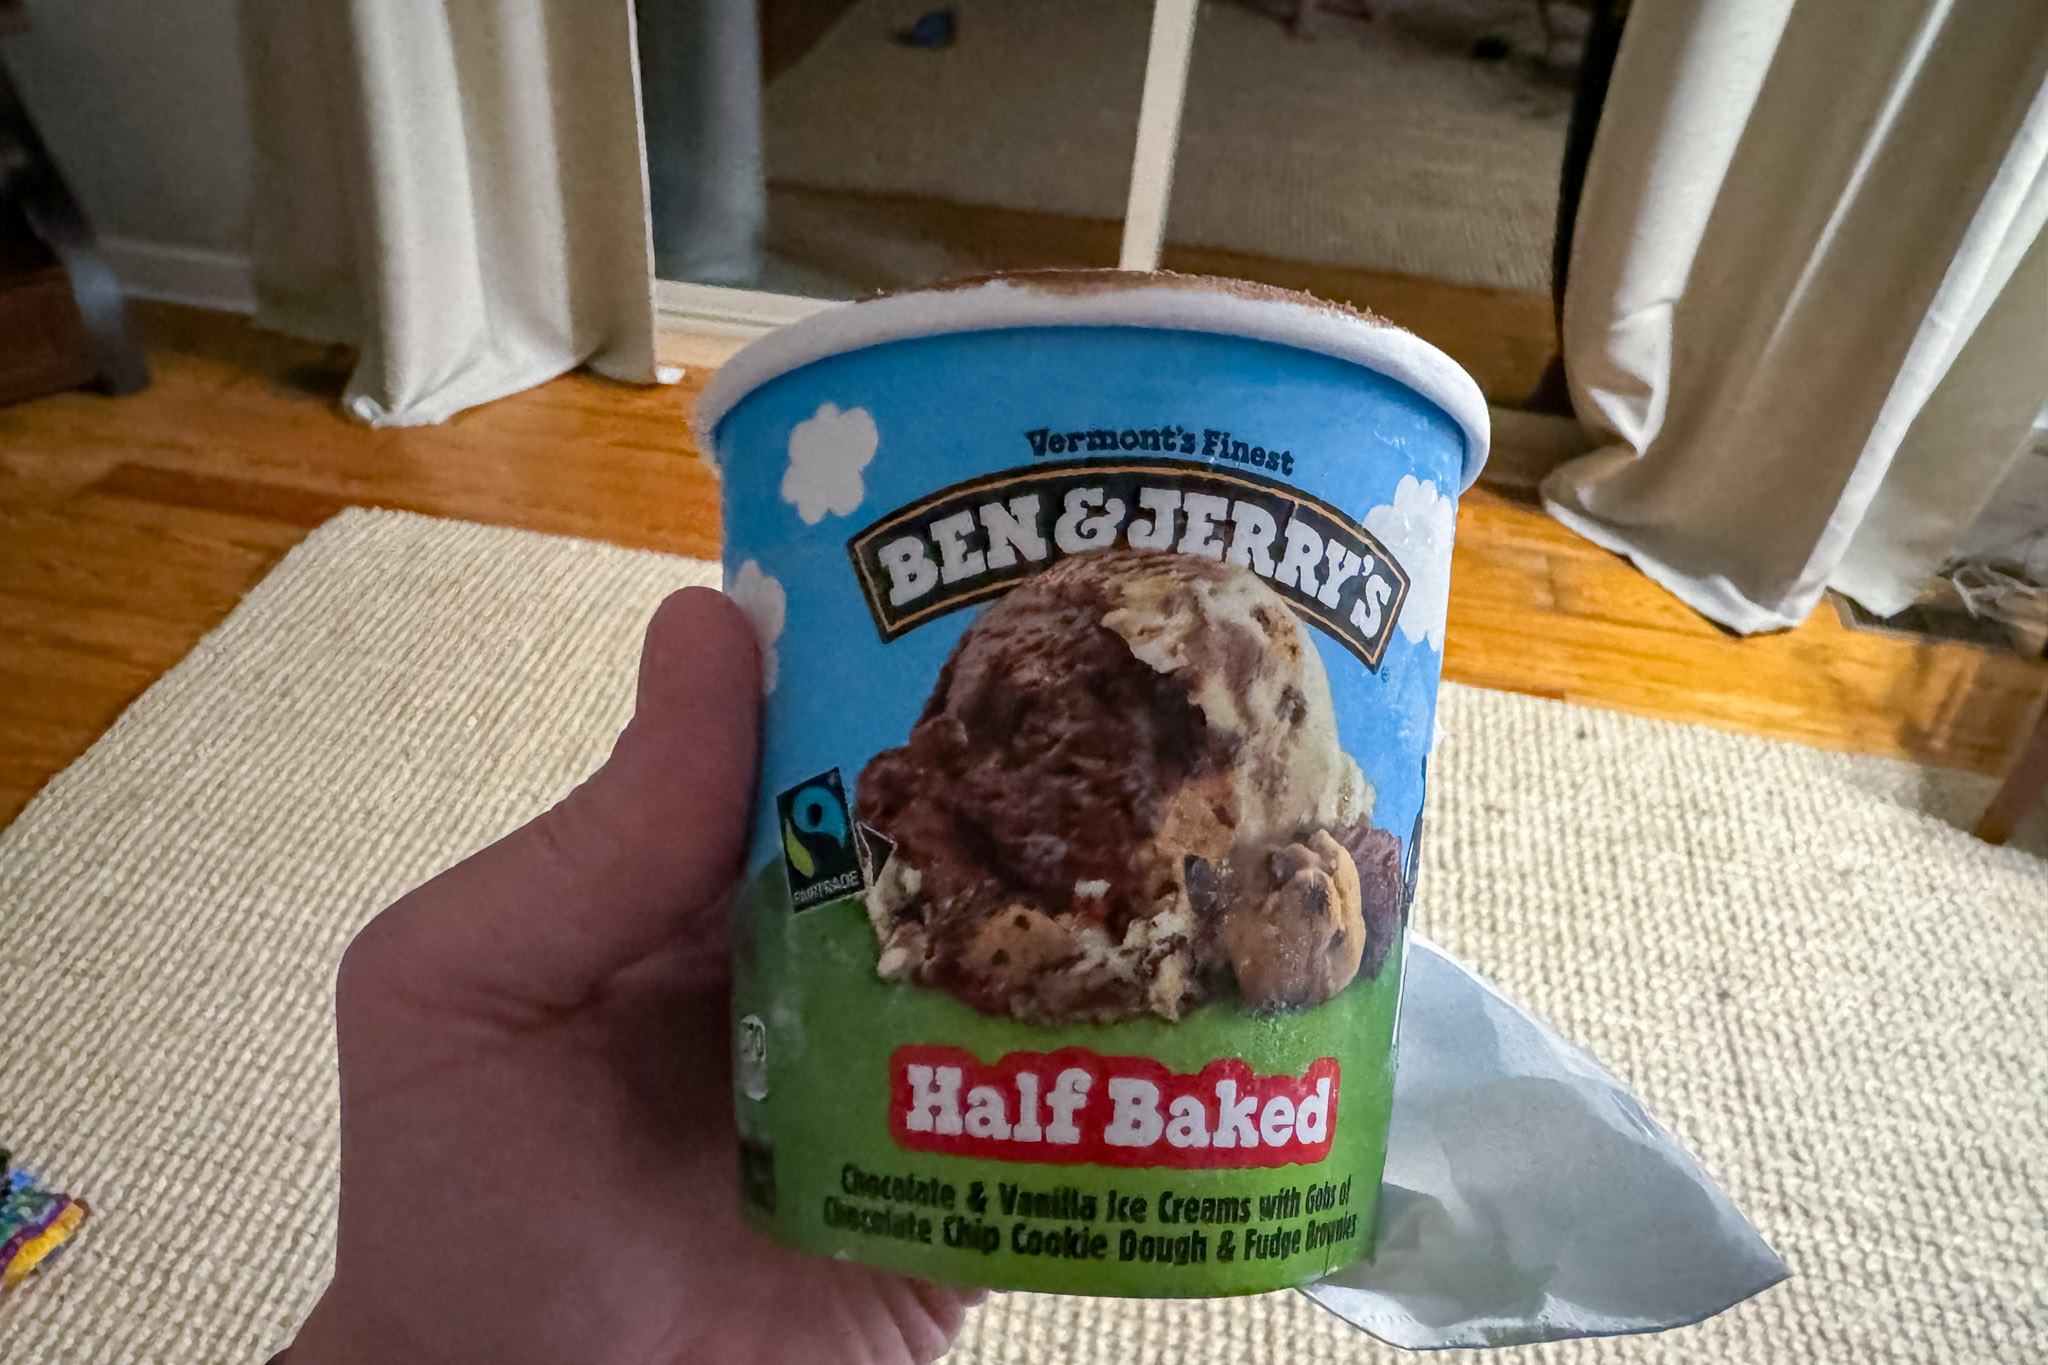 Vermont's Finest
BEN & JERRY'S
FAIRTRADE
Half Baked
Chocolate & Vanilla Ice Creams with Gobs of
Chocolate Chip Cookie Dough & Fudge Brownies